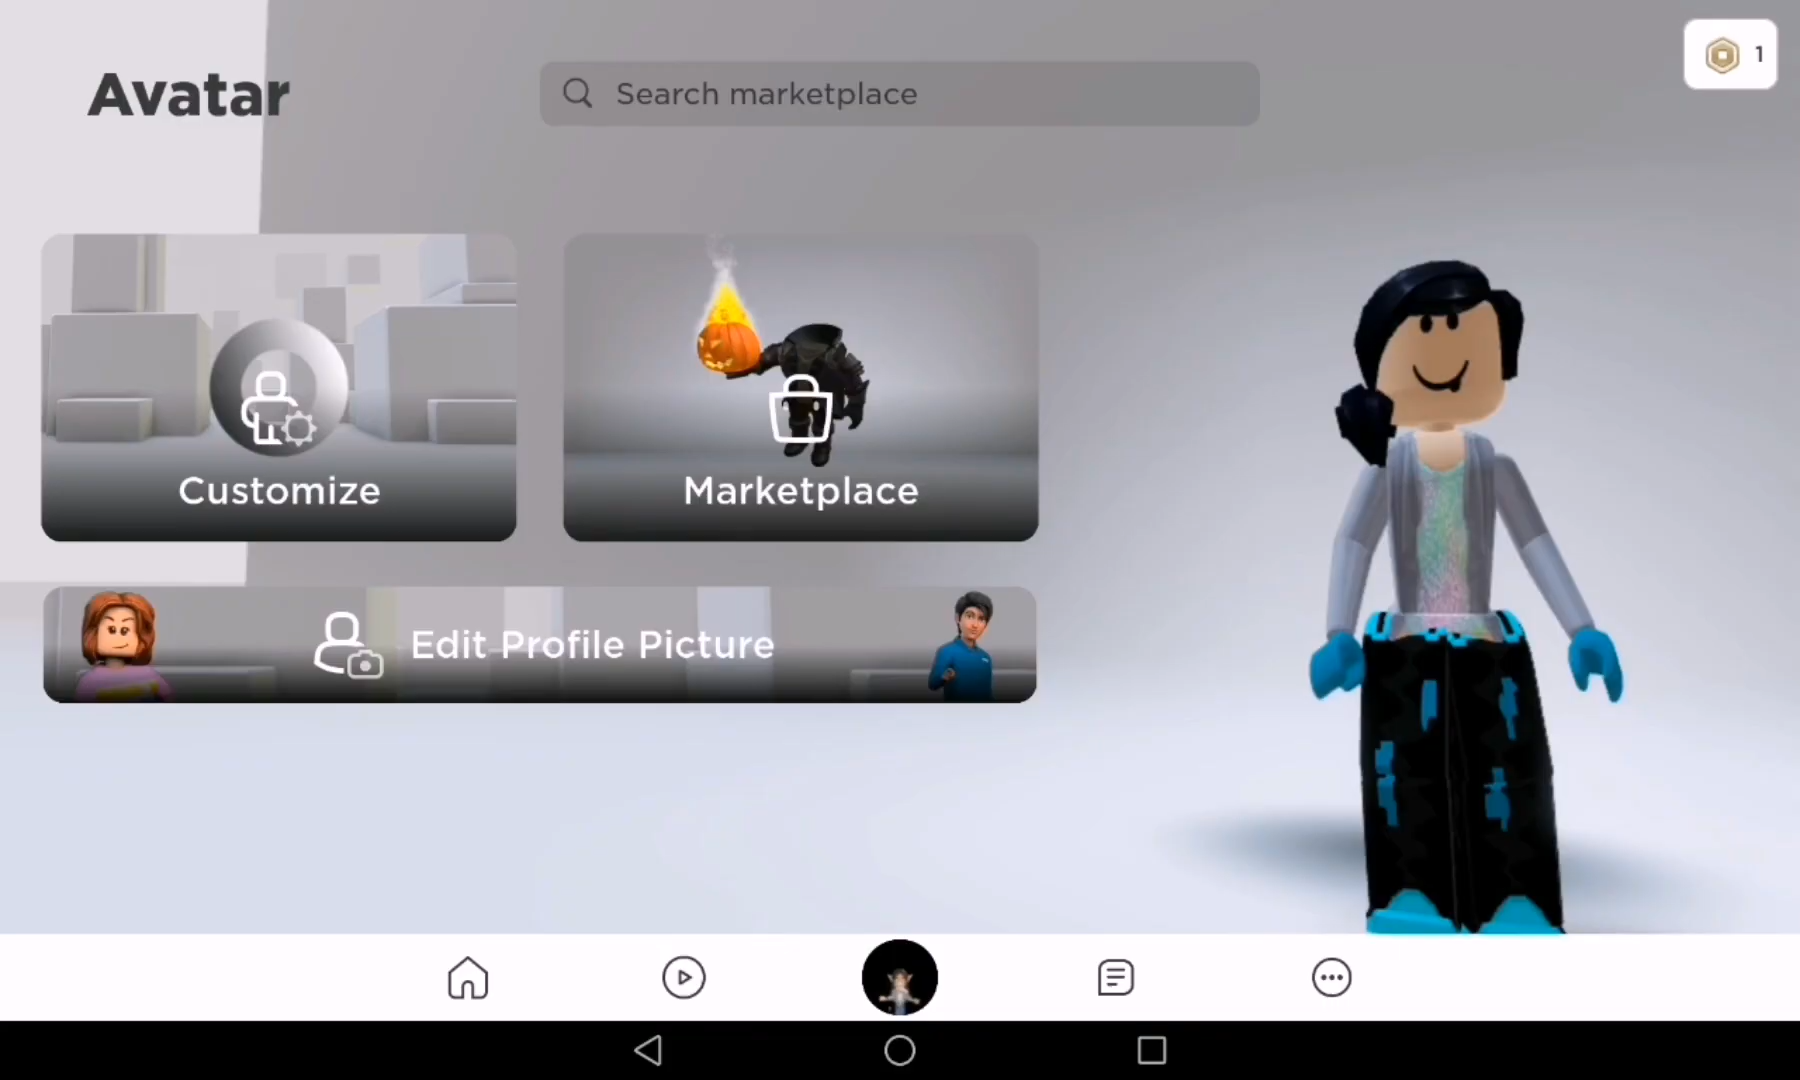 Avatar
Search marketplace
1
Customize
Marketplace
Edit Profile Picture